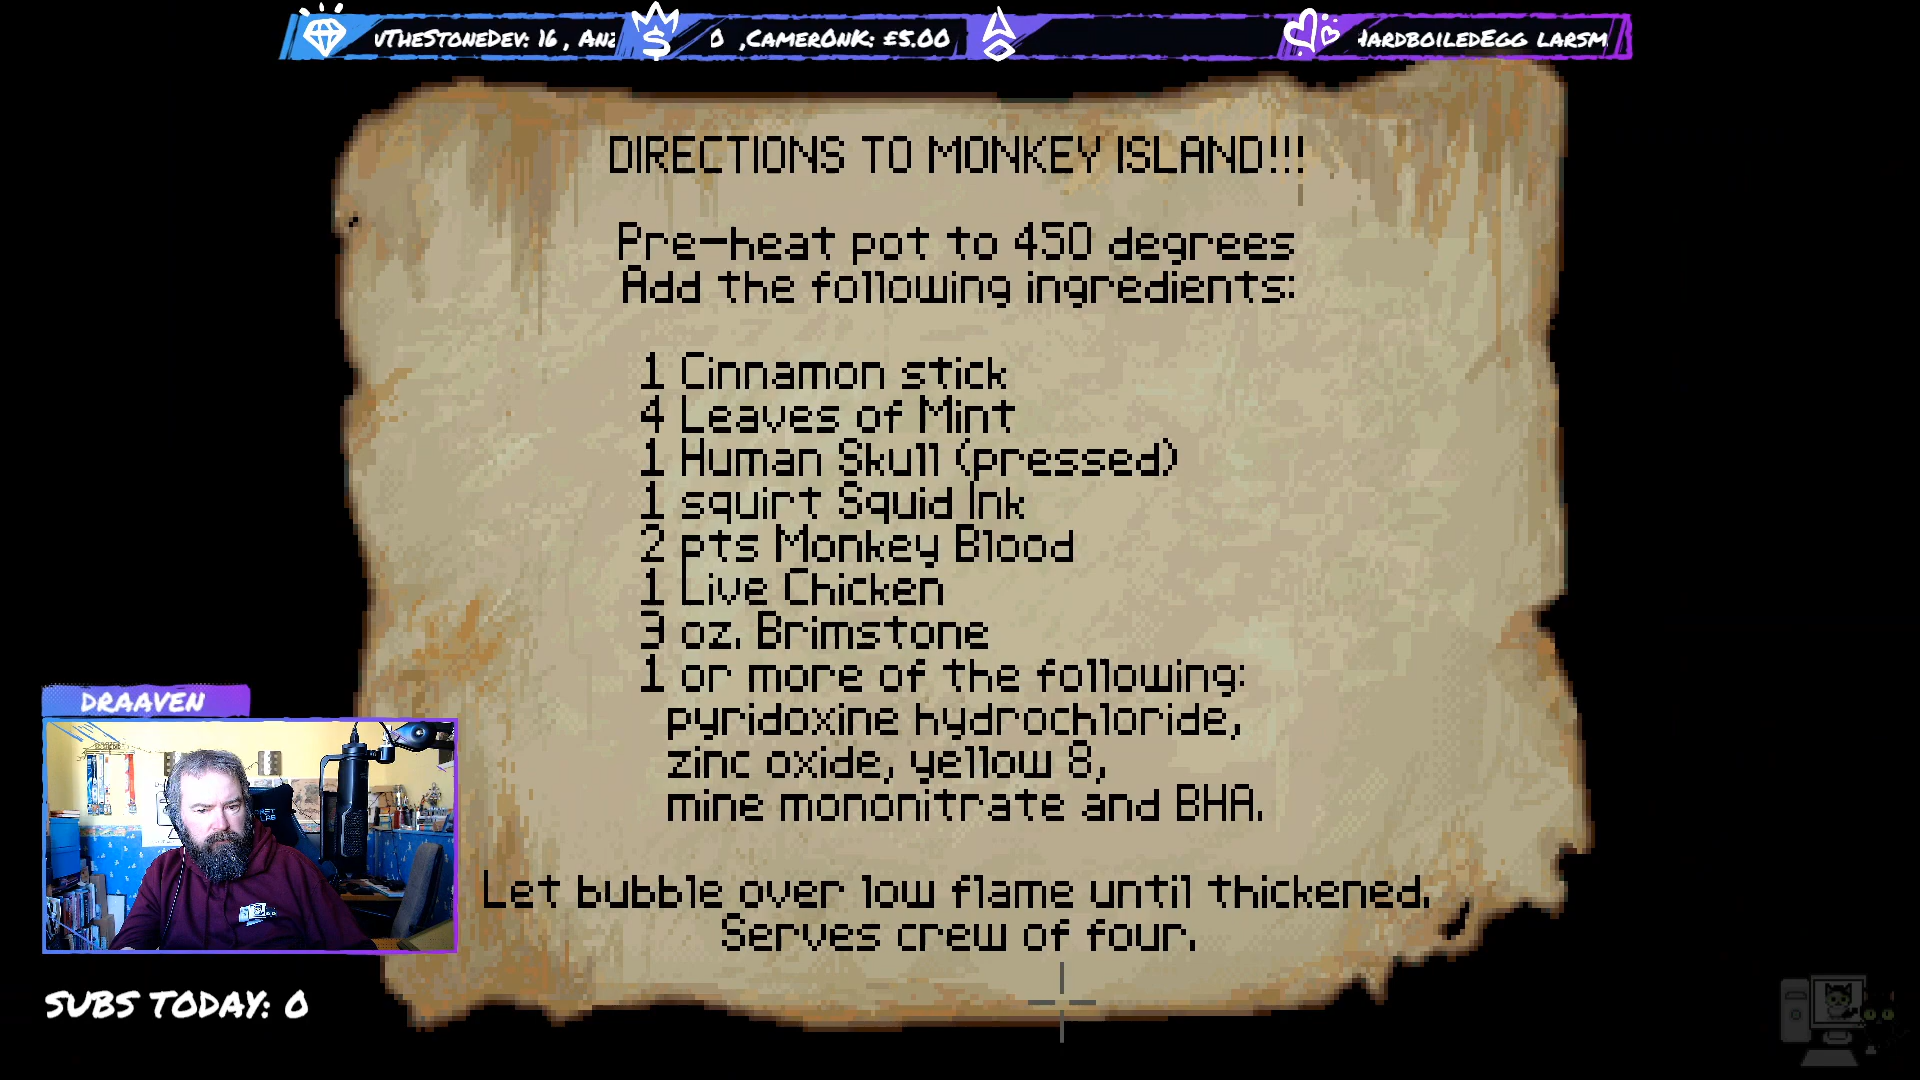 vTheStoneDev: 16 ,
0 ,Camer0nK: £5.00
HardboiledEgg larsm
DIRECTIONS TO MONKEY ISLAND!!!
Pre-heat pot to 450 degrees
Add the following ingredients:
1 Cinnamon stick
4 Leaves of Mint
1 Human Skull (pressed)
1 squirt Squid Ink
2 pts Monkey Blood
1 Live Chicken
3 oz. Brimstone
1 or more of the following:
pyridoxine hydrochloride,
zinc oxide, yellow 8,
mine mononitrate and BHA.
Let bubble over low flame until thickened.
Serves crew of four.
DRAAVEN
SUBS TODAY: 0